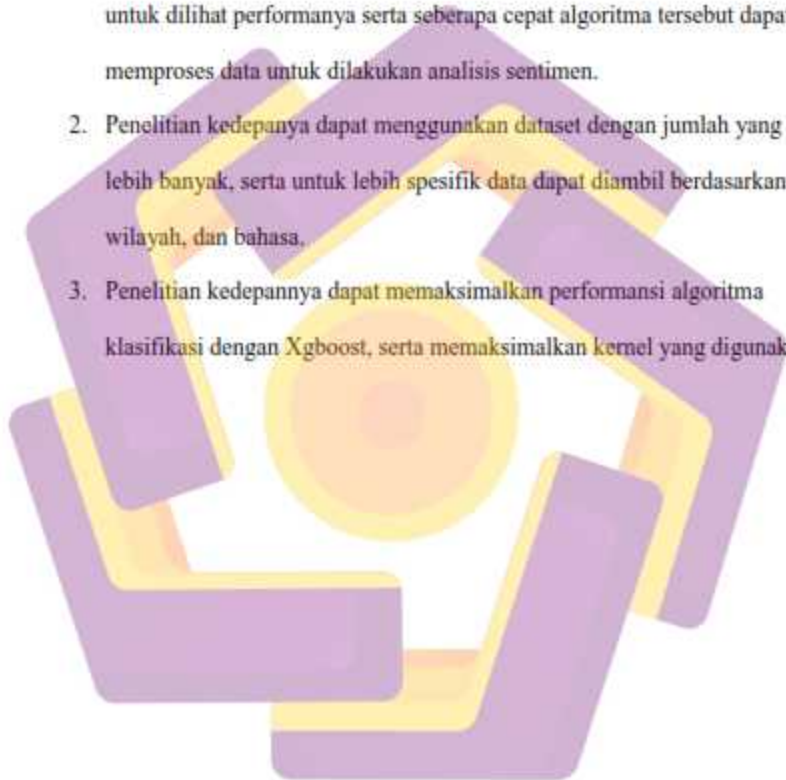 untuk dilihat performanya serta seberapa cepat algoritma tersebut dapa
memproses data untuk dilakukan analisis sentimen.
2. Penelitian kedepanya dapat menggunakan dataset dengan jumlah yang
lebih banyak, serta untuk lebih spesifik data dapat diambil berdasarkan
wilayah, dan bahasa.
3. Penelitian kedepannya dapat memaksimalkan performansi algoritma
klasifikasi dengan Xgboost, serta memaksimalkan kernel yang digunak